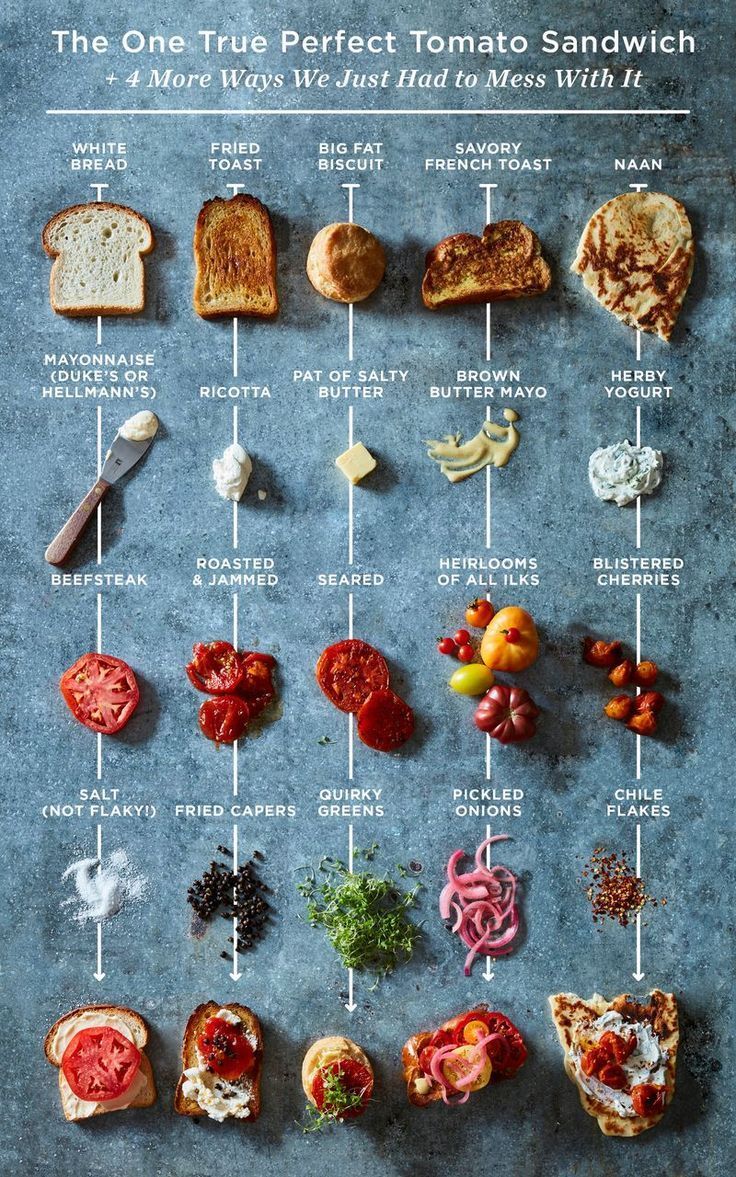 The One True Perfect Tomato Sandwich
+ 4 More Ways We Just Had to Mess With It
WHITE
BREAD
FRIED
TOAST
BIG FAT
BISCUIT
SAVORY
FRENCH TOAST
NAAN
MAYONNAISE
(DUKE'S OR
HELLMANN'S)
RICOTTA
PAT OF SALTY
BUTTER
BROWN
BUTTER MAYO
HERBY
YOGURT
BEEFSTEAK
ROASTED
& JAMMED
SEARED
HEIRLOOMS
OF ALL ILKS
BLISTERED
CHERRIES
SALT
(NOT FLAKY!)
FRIED CAPERS
QUIRKY
GREENS
PICKLED
ONIONS
CHILE
FLAKES